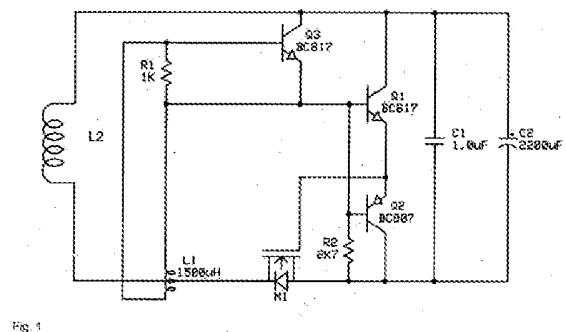 Q3
BC817
R1
1K
Q1
BC817
L2
C1
1.0uF
C2
2200uF
Q2
BC807
R2
2K7
L1
1500uH
M1
Fig 1